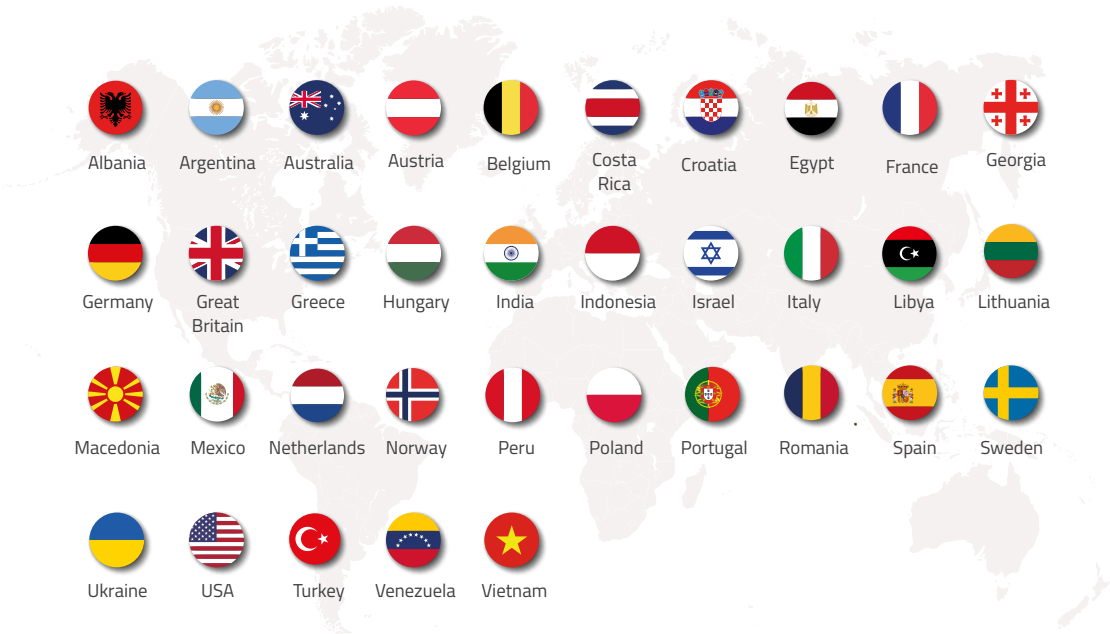 Albania
Argentina
Australia
Austria
Belgium
Costa
Rica
Croatia
Egypt
France
Georgia
Germany
Great
Britain
Greece
Hungary
India
Indonesia
Israel
Italy
Libya
Lithuania
Macedonia
Mexico
Netherlands
Norway
Peru
Poland
Portugal
Romania
Spain
Sweden
Ukraine
USA
Turkey
Venezuela
Vietnam